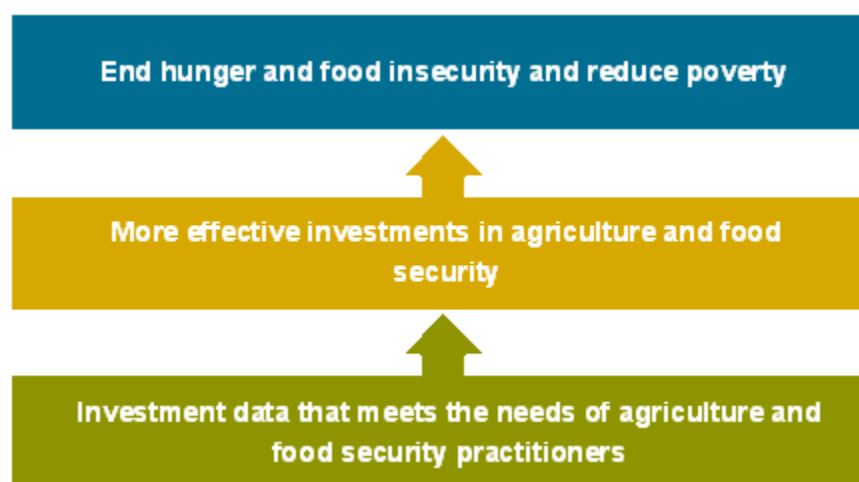 End hunger and food insecurity and reduce poverty
More effective investments in agriculture and food
security
Investment data that meets the needs of agriculture and
food security practitioners